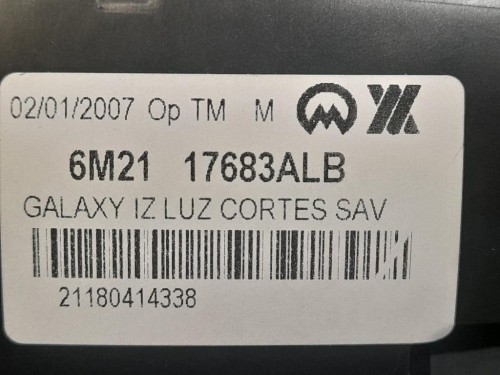 02/01/2007 Op TM M
6M21 17683ALB
GALAXY IZ LUZ CORTES SAV
21180414338